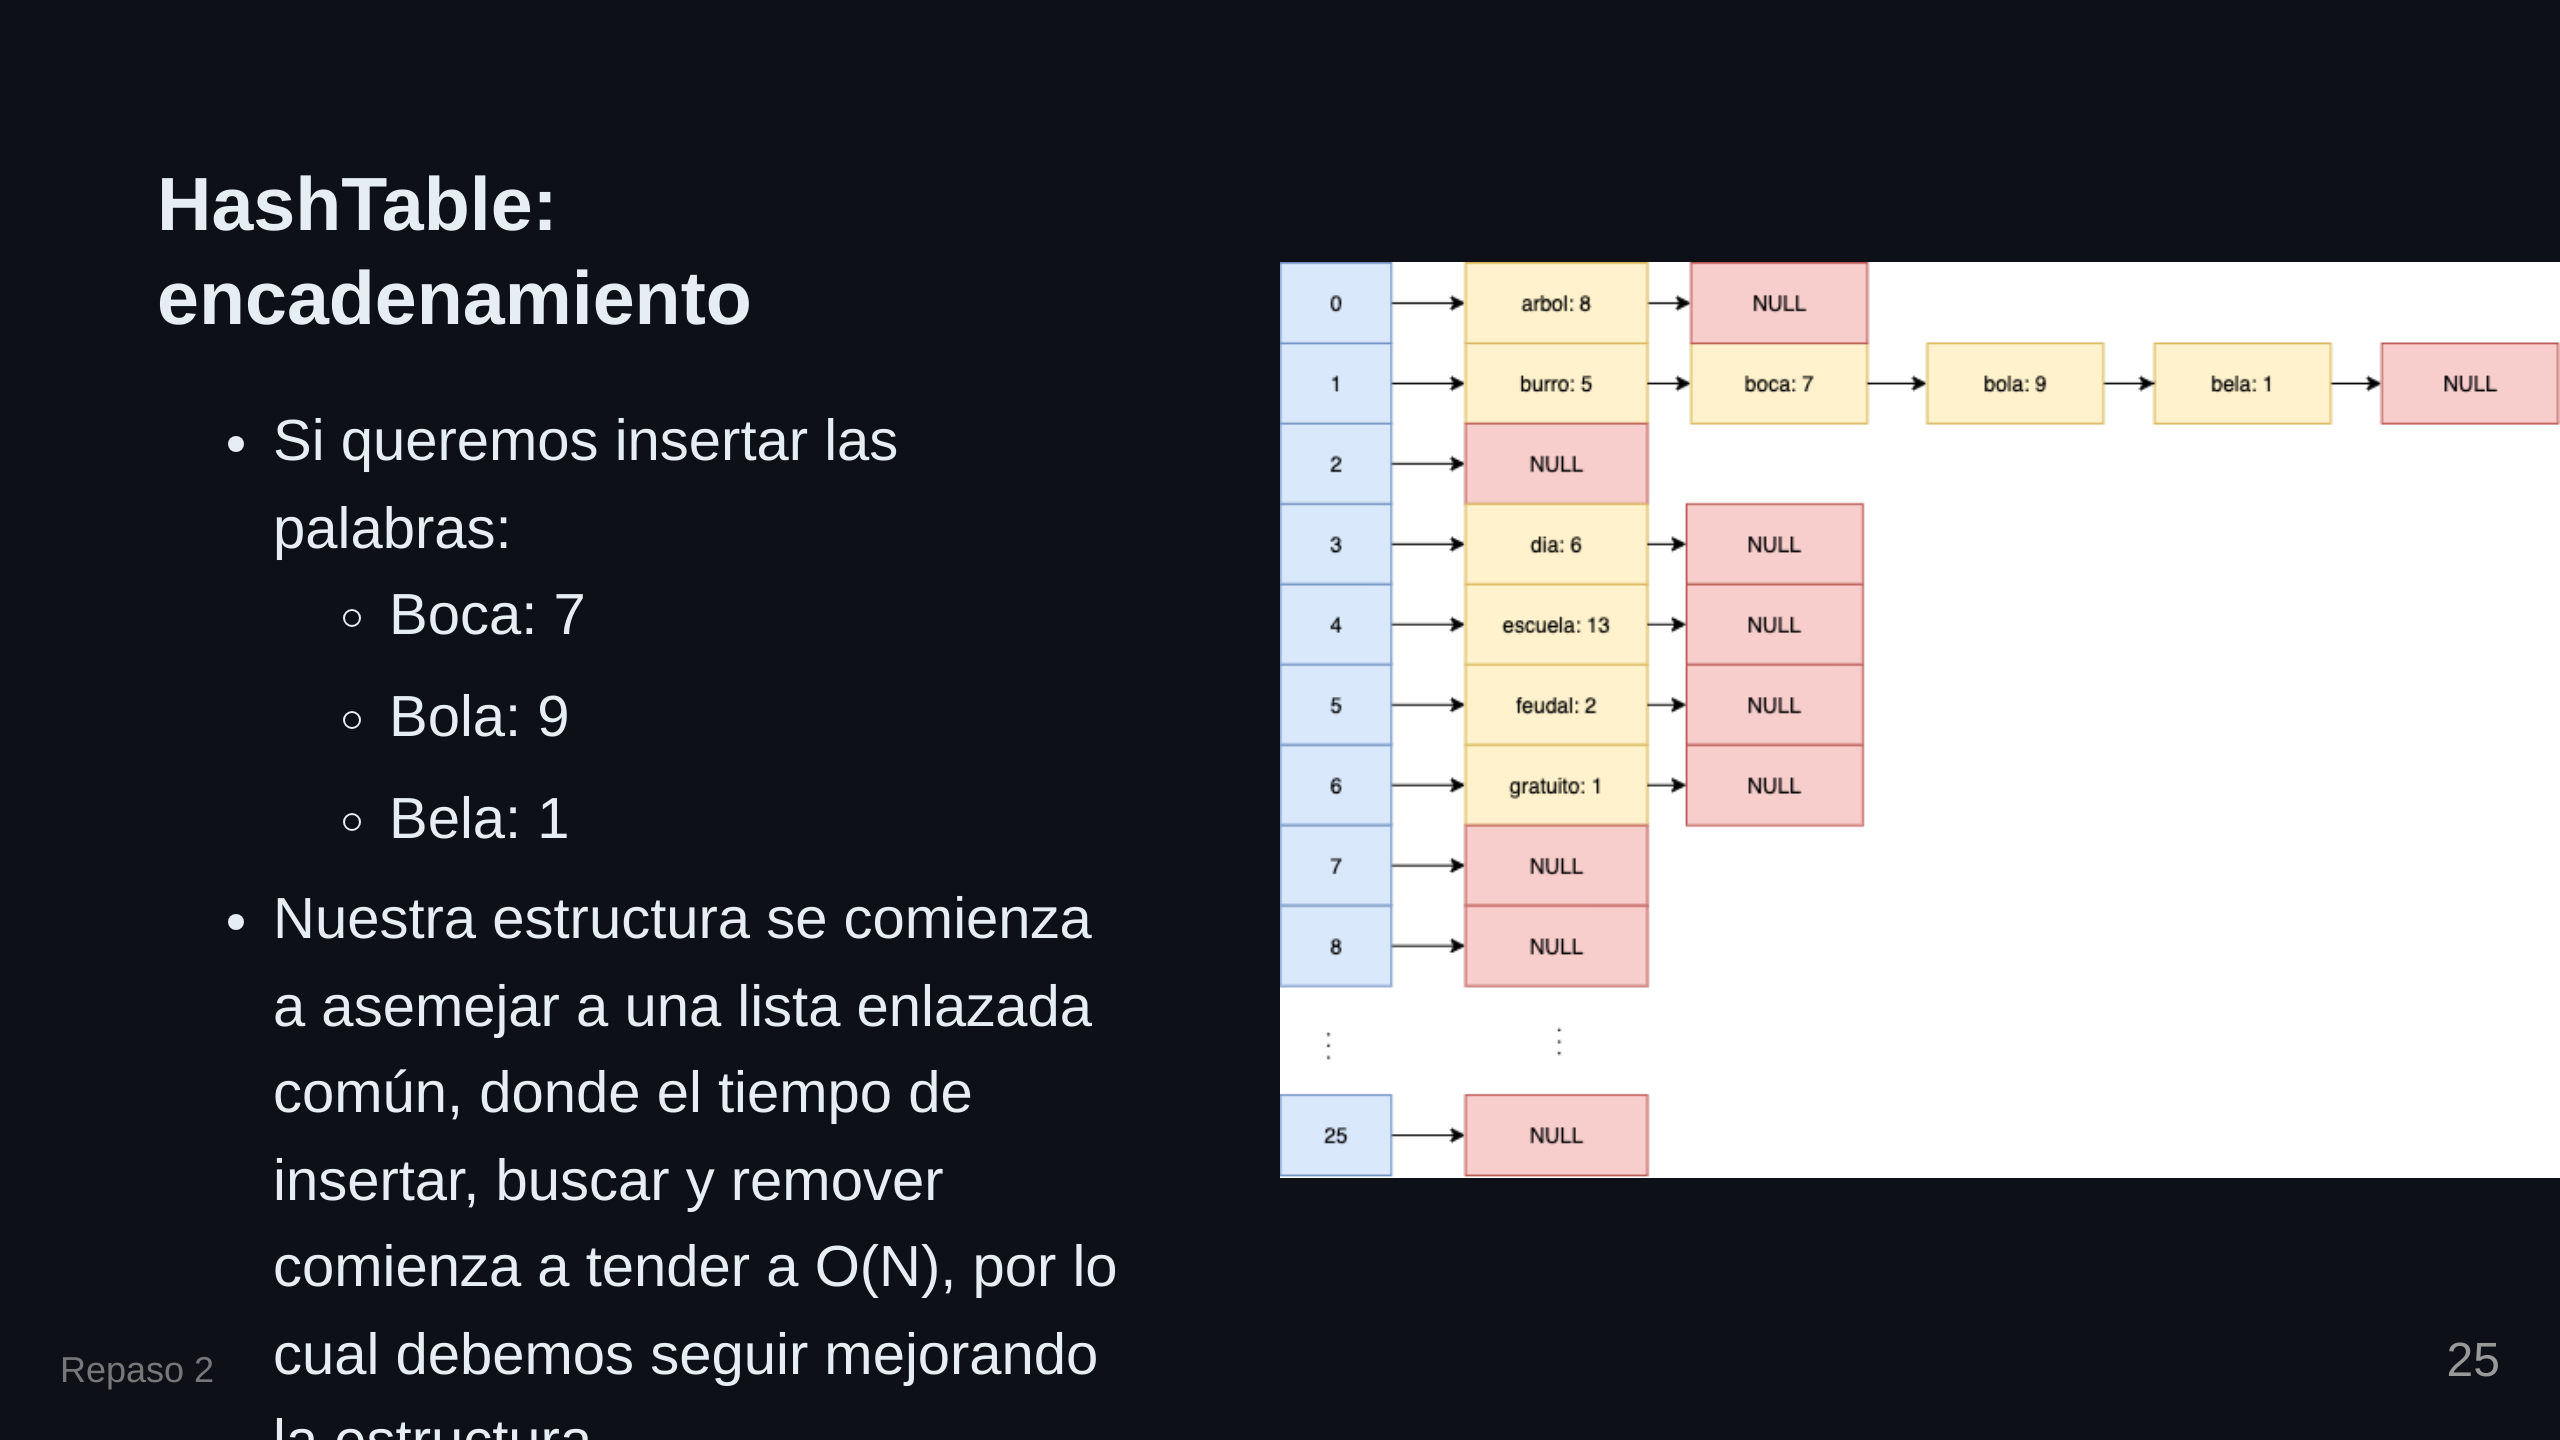 HashTable:
encadenamiento
• Si queremos insertar las
palabras:
◦ Boca: 7
◦ Bola: 9
◦ Bela: 1
• Nuestra estructura se comienza
a asemejar a una lista enlazada
común, donde el tiempo de
insertar, buscar y remover
comienza a tender a O(N), por lo
cual debemos seguir mejorando
la estructura
0 arbol: 8 NULL
1 burro: 5 boca: 7 bola: 9 bela: 1 NULL
2 NULL
3 dia: 6 NULL
4 escuela: 13 NULL
5 feudal: 2 NULL
6 gratuito: 1 NULL
7 NULL
8 NULL
⋮ ⋮
25 NULL
Repaso 2
25